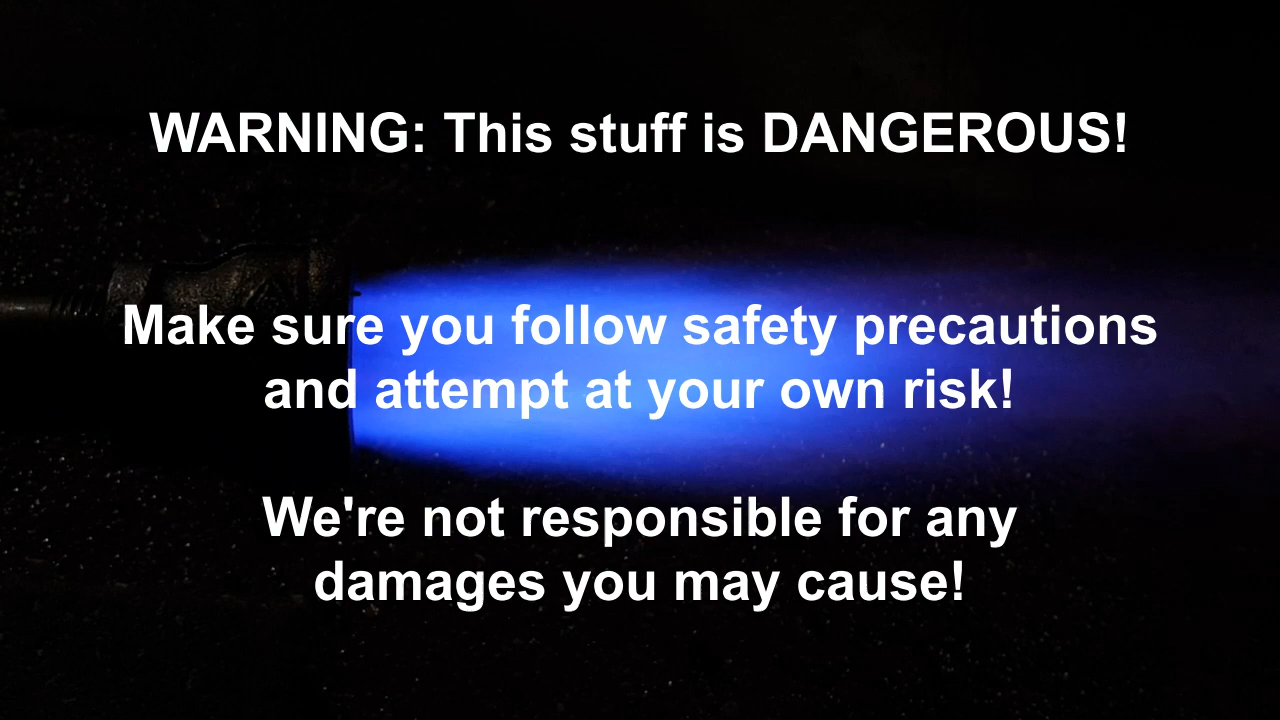 WARNING: This stuff is DANGEROUS!
Make sure you follow safety precautions
and attempt at your own risk!
We're not responsible for any
damages you may cause!